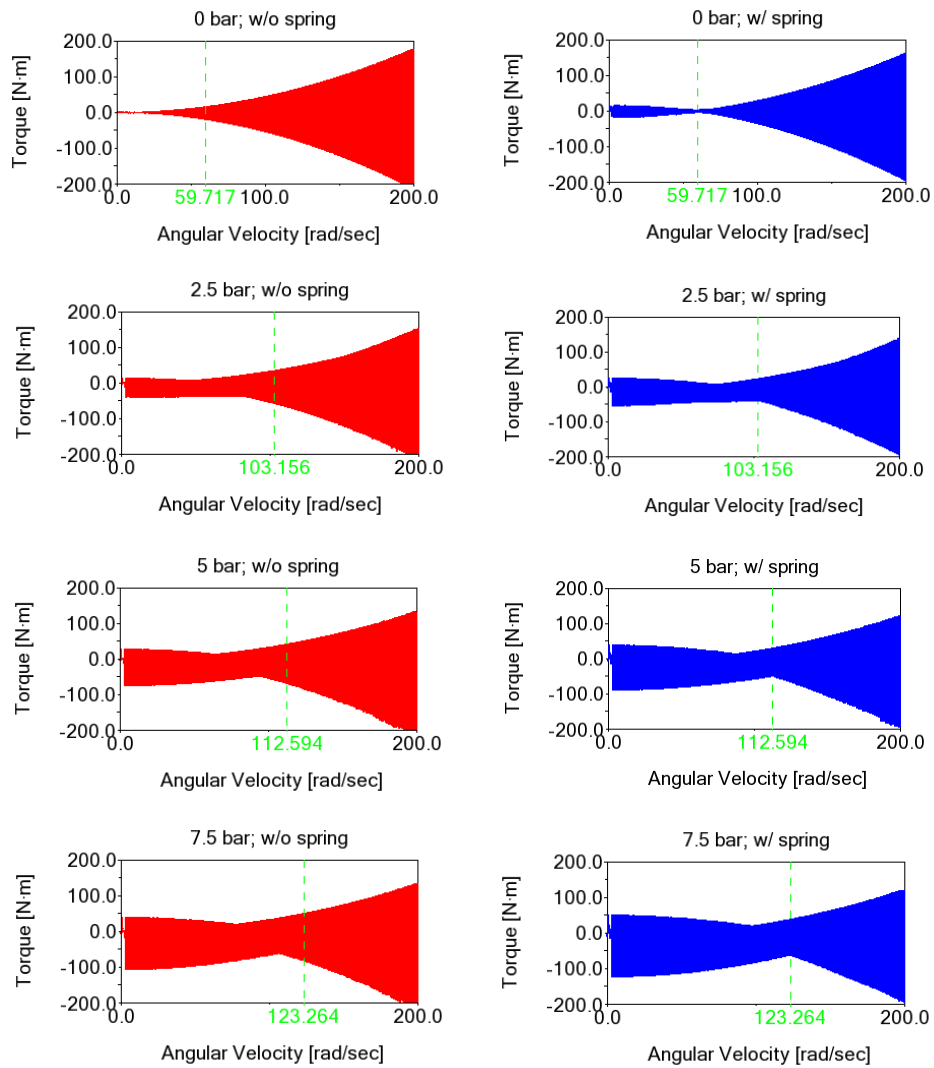 0 bar; w/o spring
Torque [N·m]
200.0
100.0
0.0
-100.0
-200.0
0.0
59.717
100.0
200.0
Angular Velocity [rad/sec]
0 bar; w/ spring
Torque [N·m]
200.0
100.0
0.0
-100.0
-200.0
0.0
59.717
100.0
200.0
Angular Velocity [rad/sec]
2.5 bar; w/o spring
Torque [N·m]
200.0
100.0
0.0
-100.0
-200.0
0.0
103.156
200.0
Angular Velocity [rad/sec]
2.5 bar; w/ spring
Torque [N·m]
200.0
100.0
0.0
-100.0
-200.0
0.0
103.156
200.0
Angular Velocity [rad/sec]
5 bar; w/o spring
Torque [N·m]
200.0
100.0
0.0
-100.0
-200.0
0.0
112.594
200.0
Angular Velocity [rad/sec]
5 bar; w/ spring
Torque [N·m]
200.0
100.0
0.0
-100.0
-200.0
0.0
112.594
200.0
Angular Velocity [rad/sec]
7.5 bar; w/o spring
Torque [N·m]
200.0
100.0
0.0
-100.0
-200.0
0.0
123.264
200.0
Angular Velocity [rad/sec]
7.5 bar; w/ spring
Torque [N·m]
200.0
100.0
0.0
-100.0
-200.0
0.0
123.264
200.0
Angular Velocity [rad/sec]